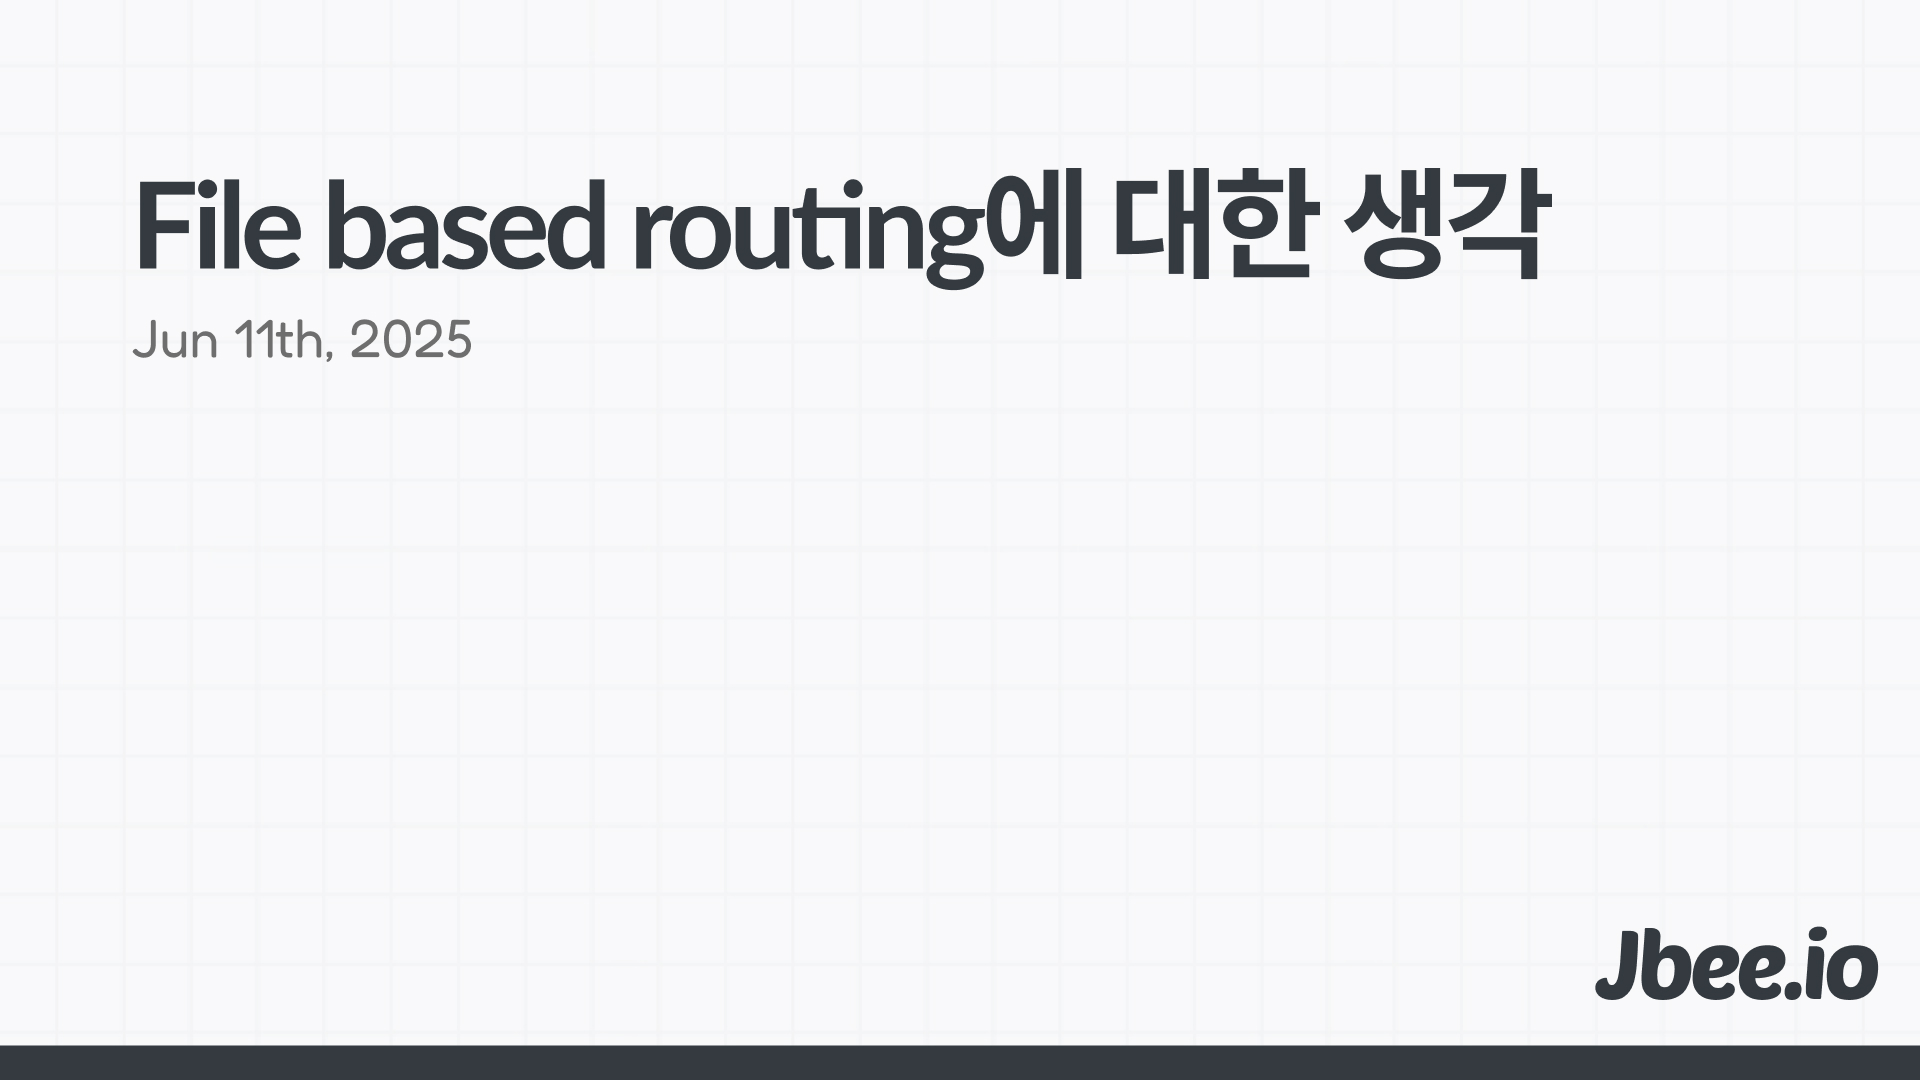 File based routing에 대한 생각
Jun 11th, 2025
Jbee.io